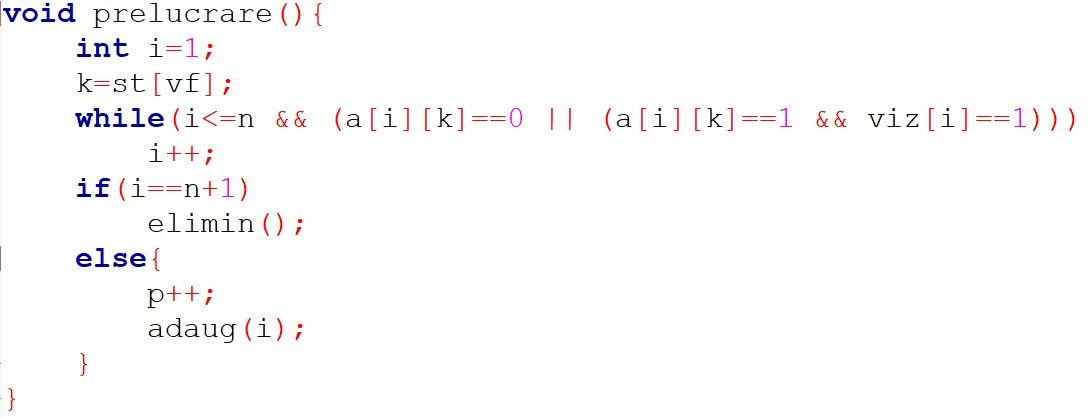 void prelucrare(){
    int i=1;
    k=st[vf];
    while(i<=n && (a[i][k]==0 || (a[i][k]==1 && viz[i]==1)))
        i++;
    if(i==n+1)
        elimin();
    else{
        p++;
        adaug(i);
    }
}